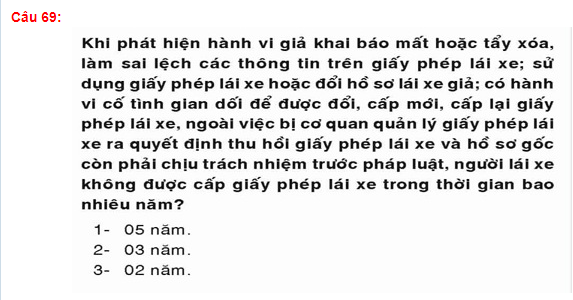 Câu 69:
Khi phát hiện hành vi giả khai báo mất hoặc tẩy xóa,
làm sai lệch các thông tin trên giấy phép lái xe; sử
dụng giấy phép lái xe hoặc đổi hồ sơ lái xe giả; có hành
vi cố tình gian dối để được đổi, cấp mới, cấp lại giấy
phép lái xe, ngoài việc bị cơ quan quản lý giấy phép lái
xe ra quyết định thu hồi giấy phép lái xe và hồ sơ gốc
còn phải chịu trách nhiệm trước pháp luật, người lái xe
không được cấp giấy phép lái xe trong thời gian bao
nhiêu năm?
1- 05 năm.
2- 03 năm.
3- 02 năm.